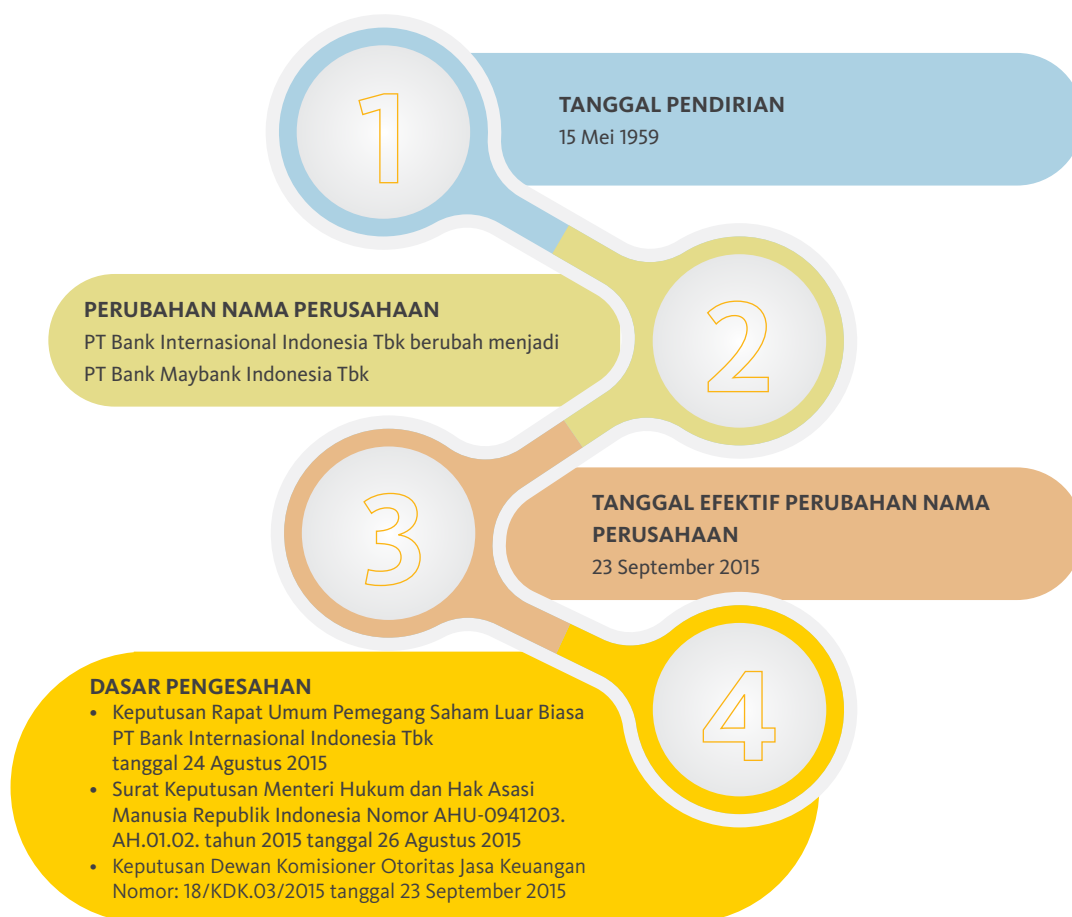 1
TANGGAL PENDIRIAN
15 Mei 1959
PERUBAHAN NAMA PERUSAHAAN
PT Bank Internasional Indonesia Tbk berubah menjadi
PT Bank Maybank Indonesia Tbk
2
3
TANGGAL EFEKTIF PERUBAHAN NAMA
PERUSAHAAN
23 September 2015
DASAR PENGESAHAN
• Keputusan Rapat Umum Pemegang Saham Luar Biasa
PT Bank Internasional Indonesia Tbk
tanggal 24 Agustus 2015
• Surat Keputusan Menteri Hukum dan Hak Asasi
Manusia Republik Indonesia Nomor AHU-0941203.
AH.01.02. tahun 2015 tanggal 26 Agustus 2015
• Keputusan Dewan Komisioner Otoritas Jasa Keuangan
Nomor: 18/KDK.03/2015 tanggal 23 September 2015
4